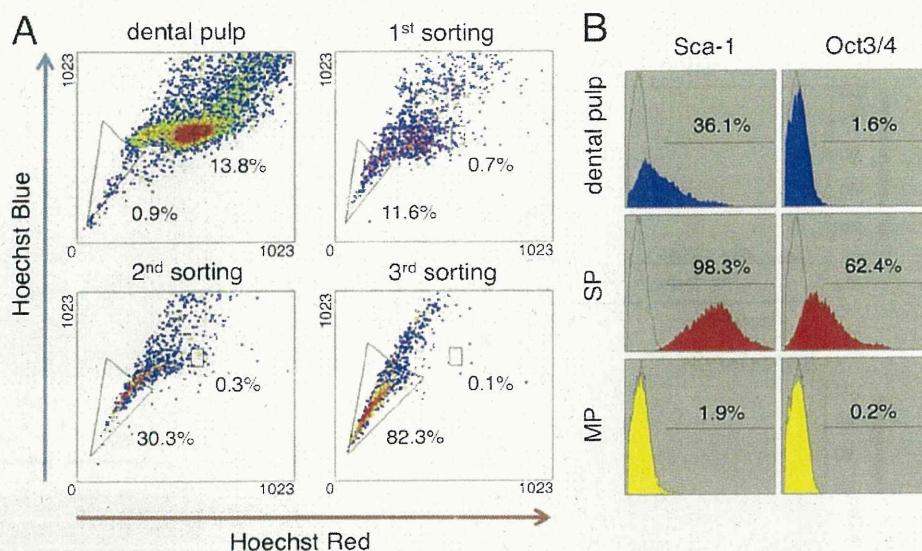 A
dental pulp
1st sorting
1023
13.8%
0.9%
0
1023
1023
0.7%
11.6%
0
1023
2nd sorting
3rd sorting
1023
0.3%
30.3%
0
1023
1023
0.1%
82.3%
0
1023
Hoechst Blue
Hoechst Red
B
Sca-1
Oct3/4
dental pulp
36.1%
1.6%
SP
98.3%
62.4%
MP
1.9%
0.2%